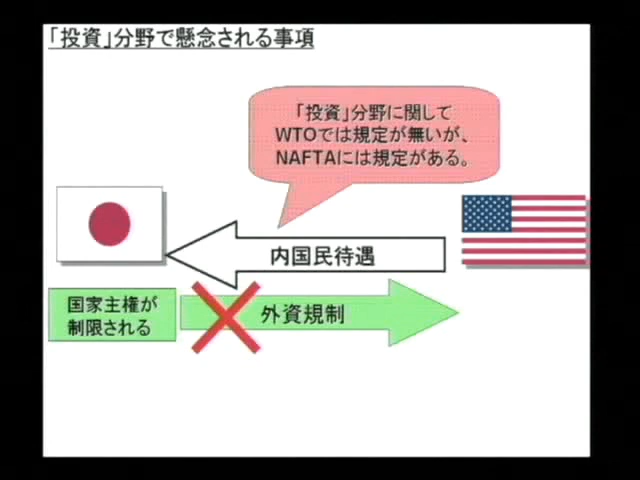 「投資」分野で懸念される事項
「投資」分野に関して
WTOでは規定が無いが、
NAFTAには規定がある。
内国民待遇
国家主権が
制限される
外資規制